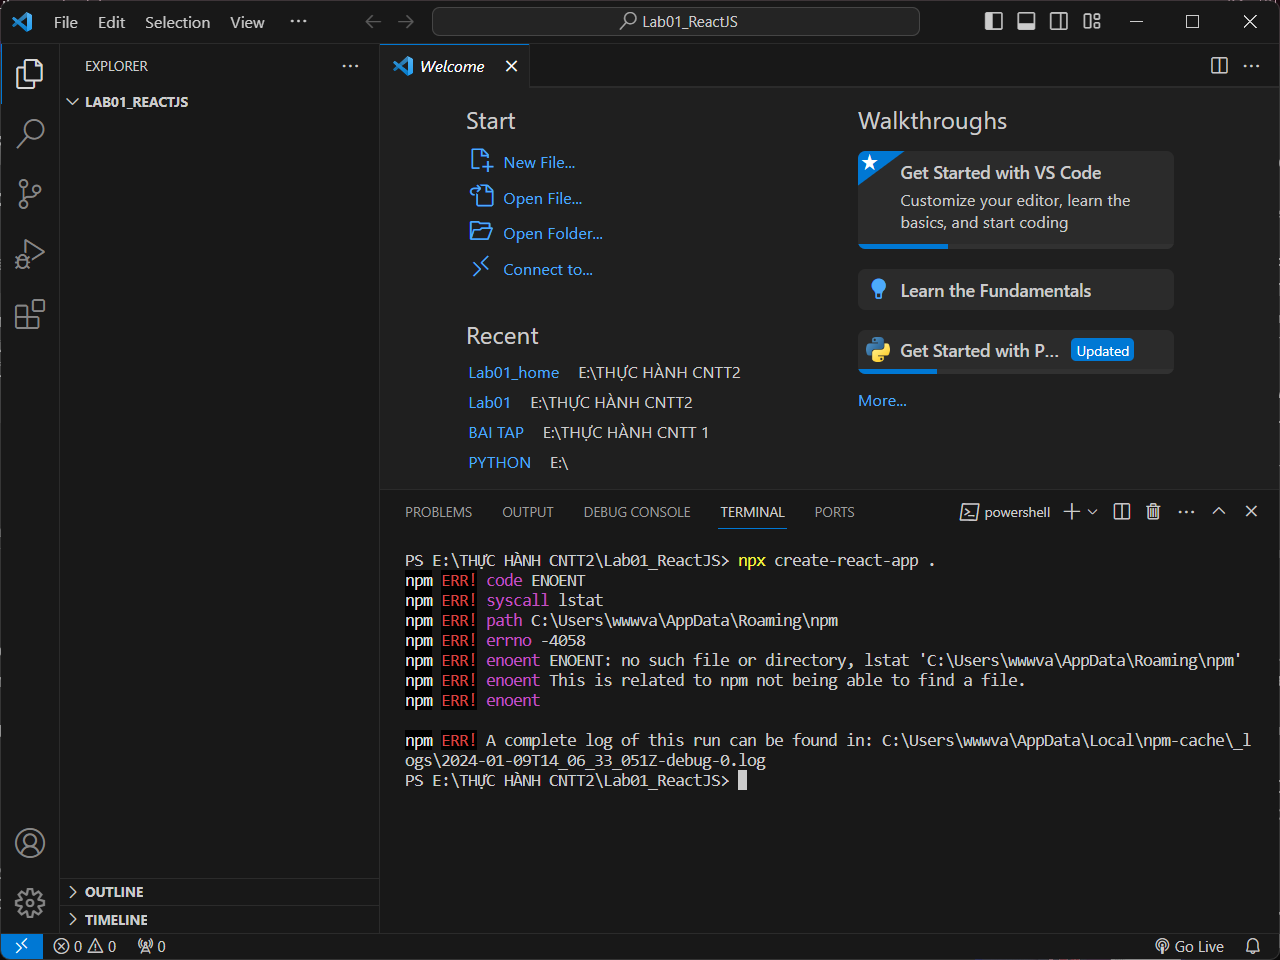 File Edit Selection View ··· Lab01_ReactJS
EXPLORER ···
LAB01_REACTJS
Welcome
Start
New File...
Open File...
Open Folder...
Connect to...
Recent
Lab01_home E:\THỰC HÀNH CNTT2
Lab01 E:\THỰC HÀNH CNTT2
BAI TAP E:\THỰC HÀNH CNTT 1
PYTHON E:\
Walkthroughs
Get Started with VS Code
Customize your editor, learn the
basics, and start coding
Learn the Fundamentals
Get Started with P... Updated
More...
PROBLEMS OUTPUT DEBUG CONSOLE TERMINAL PORTS powershell
PS E:\THỰC HÀNH CNTT2\Lab01_ReactJS> npx create-react-app .
npm ERR! code ENOENT
npm ERR! syscall lstat
npm ERR! path C:\Users\wwwva\AppData\Roaming\npm
npm ERR! errno -4058
npm ERR! enoent ENOENT: no such file or directory, lstat 'C:\Users\wwwva\AppData\Roaming\npm'
npm ERR! enoent This is related to npm not being able to find a file.
npm ERR! enoent
npm ERR! A complete log of this run can be found in: C:\Users\wwwva\AppData\Local\npm-cache\_l
ogs\2024-01-09T14_06_33_051Z-debug-0.log
PS E:\THỰC HÀNH CNTT2\Lab01_ReactJS>
OUTLINE
TIMELINE
0 0 0 Go Live